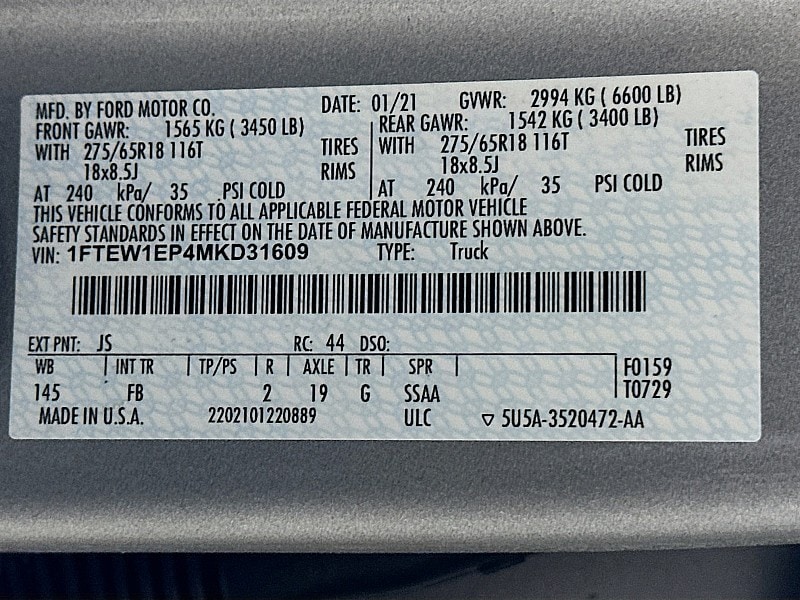 MFD. BY FORD MOTOR CO. DATE: 01/21 GVWR: 2994 KG ( 6600 LB)
FRONT GAWR: 1565 KG ( 3450 LB) REAR GAWR: 1542 KG ( 3400 LB)
WITH 275/65R18 116T TIRES WITH 275/65R18 116T TIRES
18x8.5J RIMS 18x8.5J RIMS
AT 240 kPa/ 35 PSI COLD AT 240 kPa/ 35 PSI COLD
THIS VEHICLE CONFORMS TO ALL APPLICABLE FEDERAL MOTOR VEHICLE
SAFETY STANDARDS IN EFFECT ON THE DATE OF MANUFACTURE SHOWN ABOVE.
VIN: 1FTEW1EP4MKD31609 TYPE: Truck
EXT PNT: JS RC: 44 DSO:
WB INT TR TP/PS R AXLE TR SPR F0159
145 FB 2 19 G SSAA T0729
MADE IN U.S.A. 2202101220889 ULC ▽ 5U5A-3520472-AA